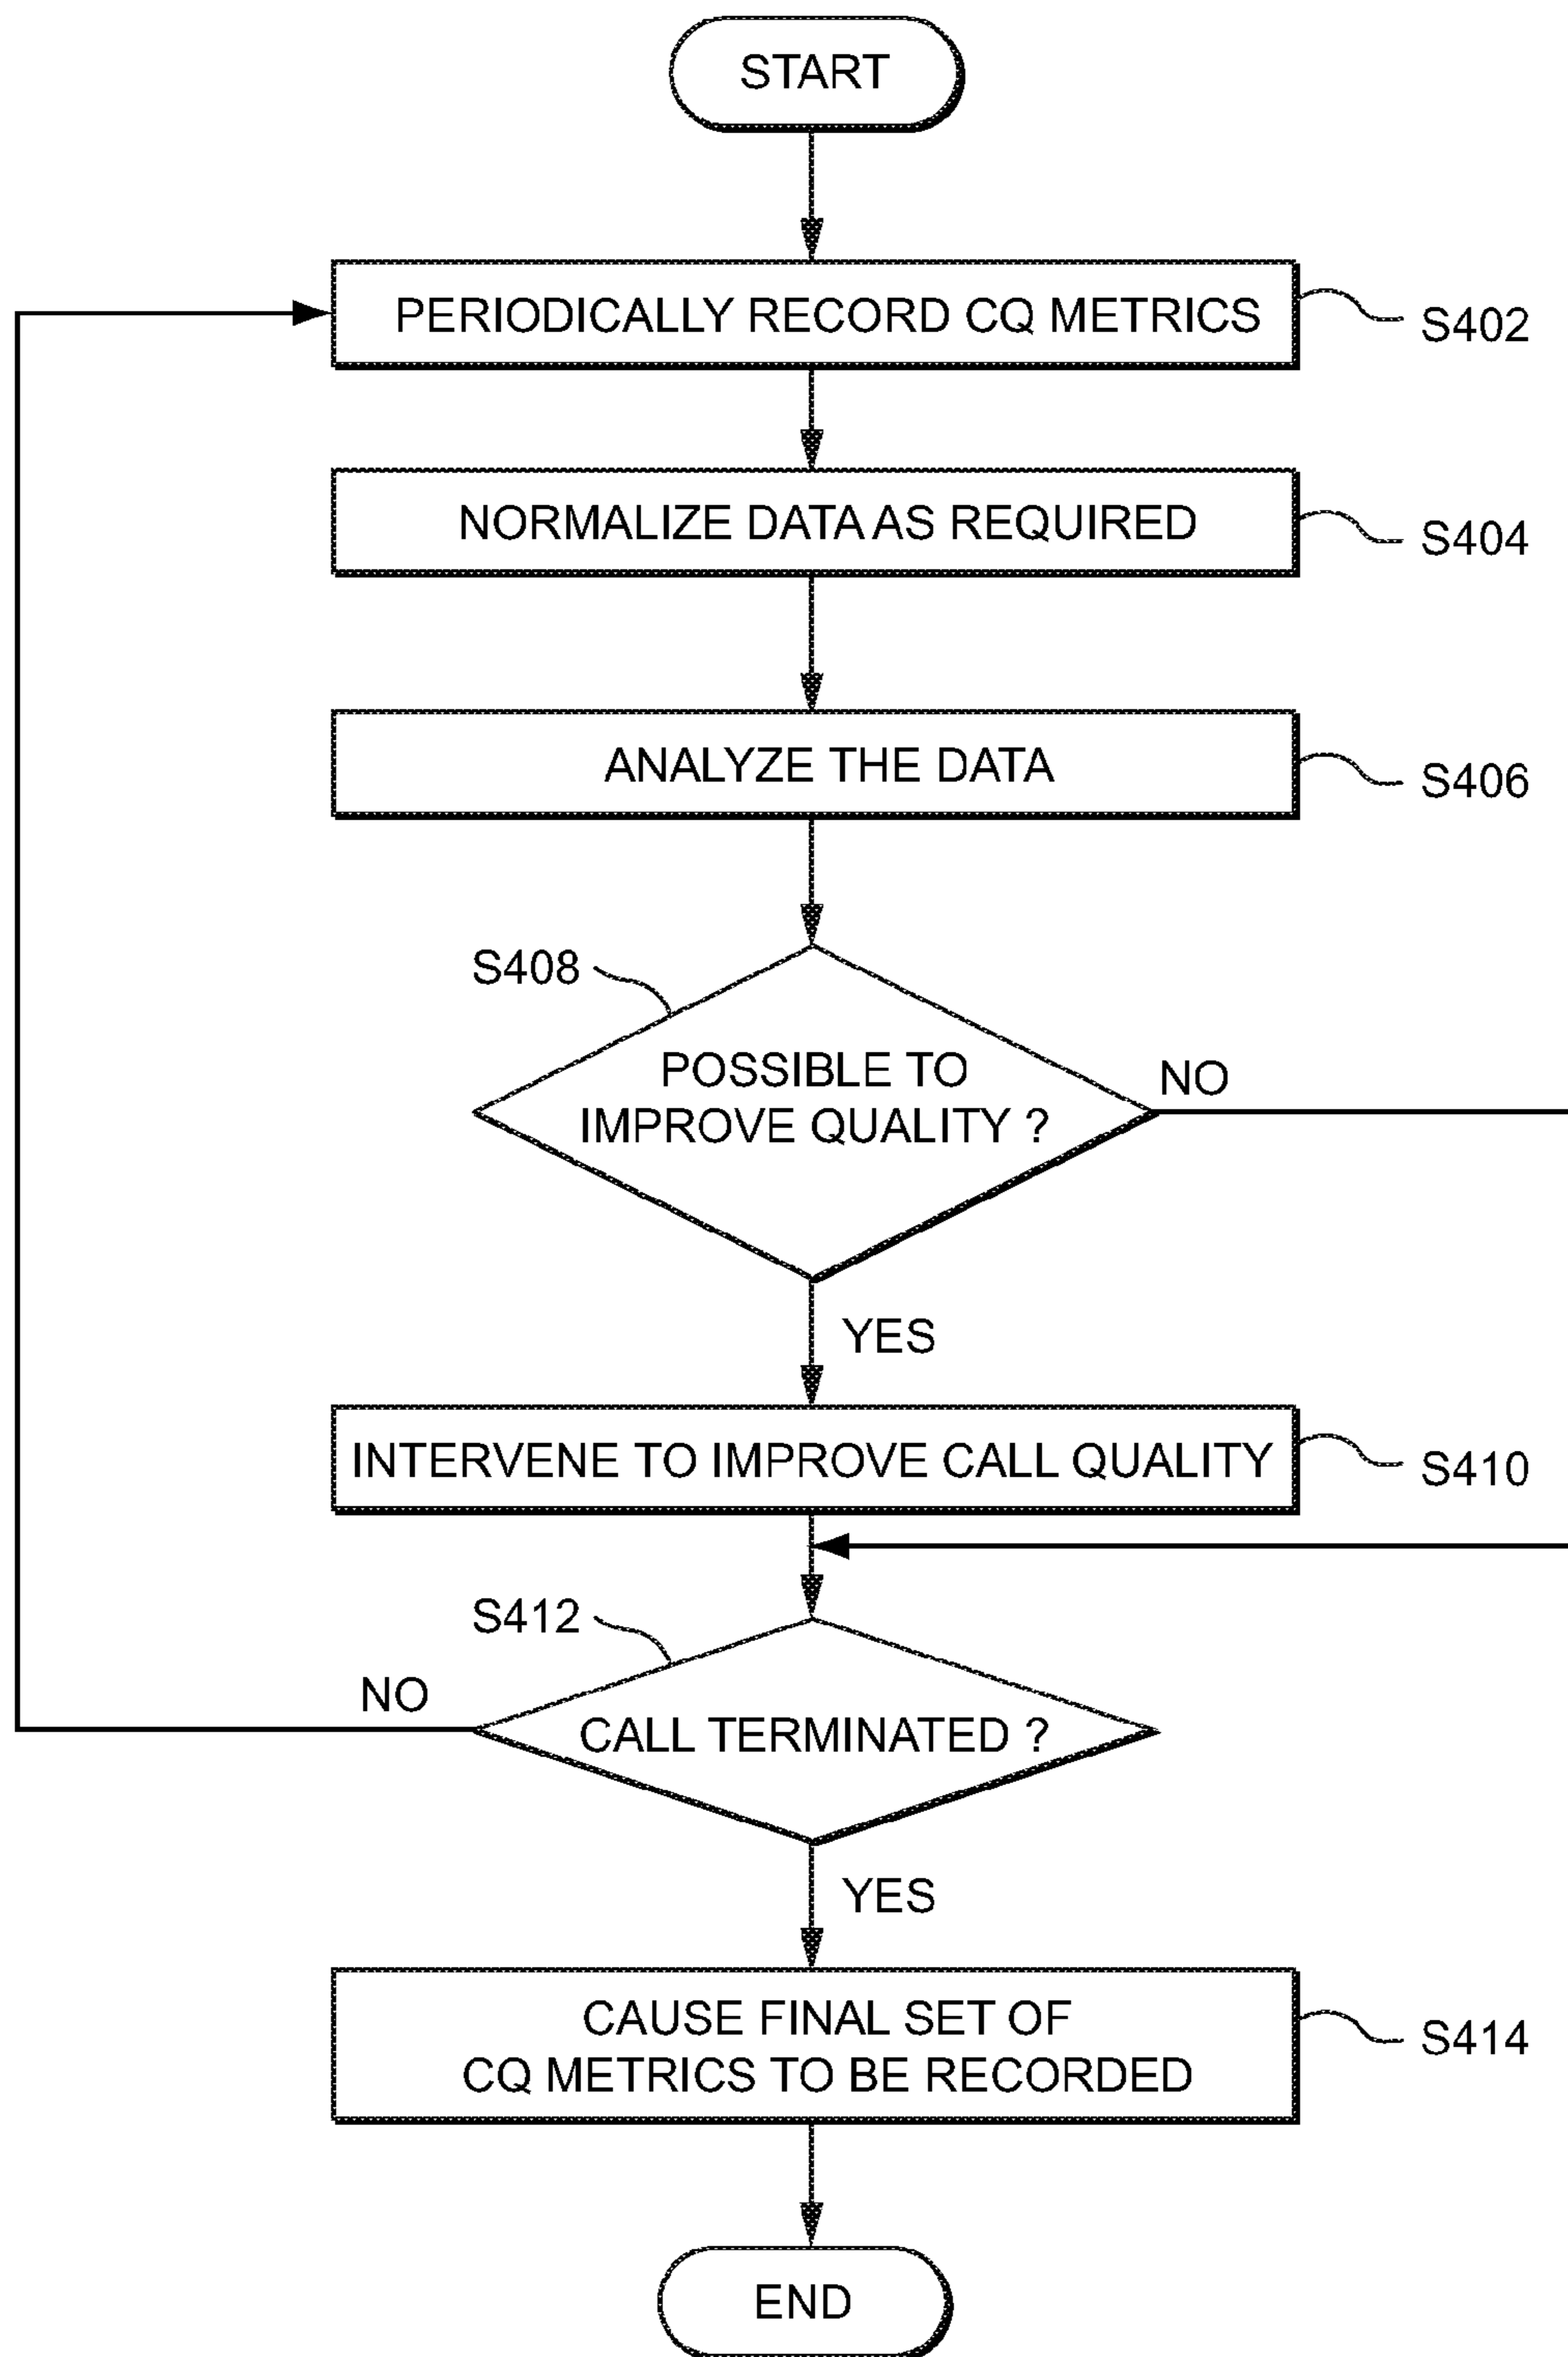 START
PERIODICALLY RECORD CQ METRICS
S402
NORMALIZE DATA AS REQUIRED
S404
ANALYZE THE DATA
S406
S408
POSSIBLE TO
IMPROVE QUALITY ?
NO
YES
INTERVENE TO IMPROVE CALL QUALITY
S410
S412
NO
CALL TERMINATED ?
YES
CAUSE FINAL SET OF
CQ METRICS TO BE RECORDED
S414
END